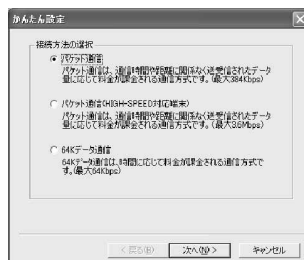 かんたん設定
接続方法の選択
パケット通信
パケット通信は、通信時間や距離に関係なく送受信されたデータ
量に応じて料金が課金される通信方式です。(最大384Kbps)
パケット通信(HIGH-SPEED対応端末)
パケット通信は、通信時間や距離に関係なく送受信されたデータ
量に応じて料金が課金される通信方式です。(最大3.6Mbps)
64Kデータ通信
64Kデータ通信は、時間に応じて料金が課金される通信方式で
す。(最大64Kbps)
< 戻る(B)
次へ(N) >
キャンセル